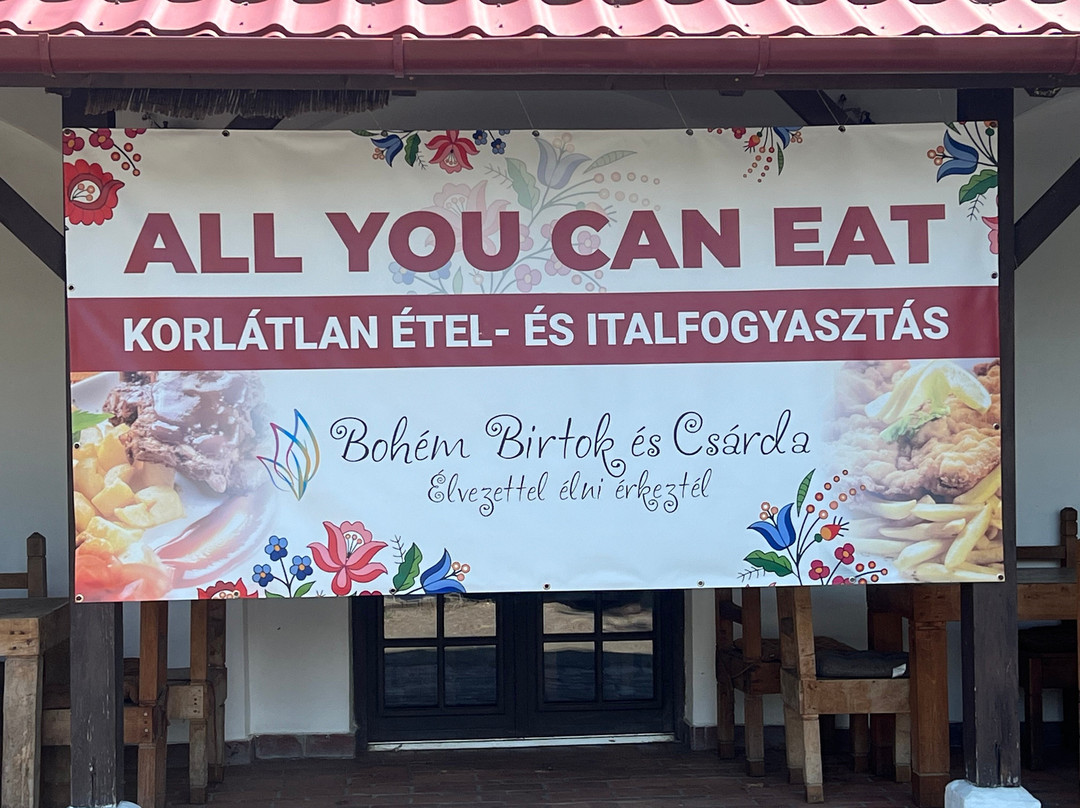 ALL YOU CAN EAT
KORLÁTLAN ÉTEL- ÉS ITALFOGYASZTÁS
Bohém Birtok és Csárda
Élvezettel élni érkeztél